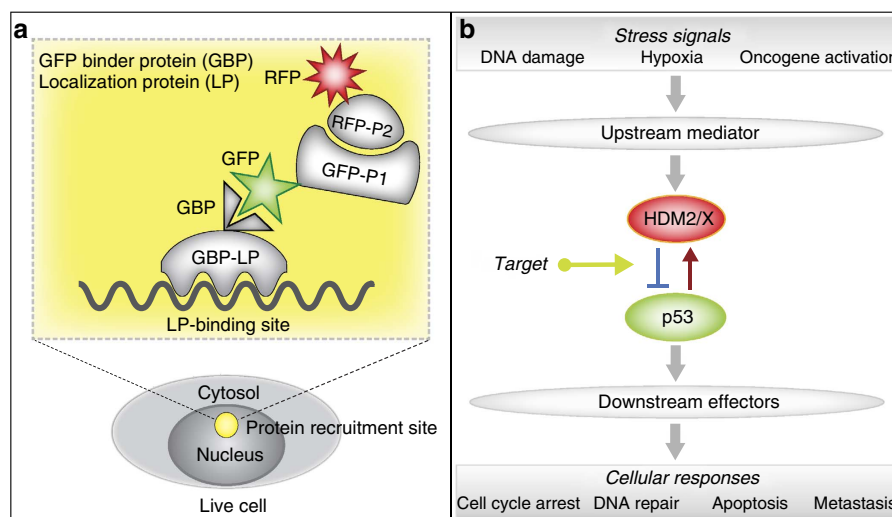 a
GFP binder protein (GBP)
Localization protein (LP)
RFP
RFP-P2
GFP
GFP-P1
GBP
GBP-LP
LP-binding site
Cytosol
Protein recruitment site
Nucleus
Live cell
b
Stress signals
DNA damage Hypoxia Oncogene activation
Upstream mediator
HDM2/X
Target
p53
Downstream effectors
Cellular responses
Cell cycle arrest DNA repair Apoptosis Metastasis